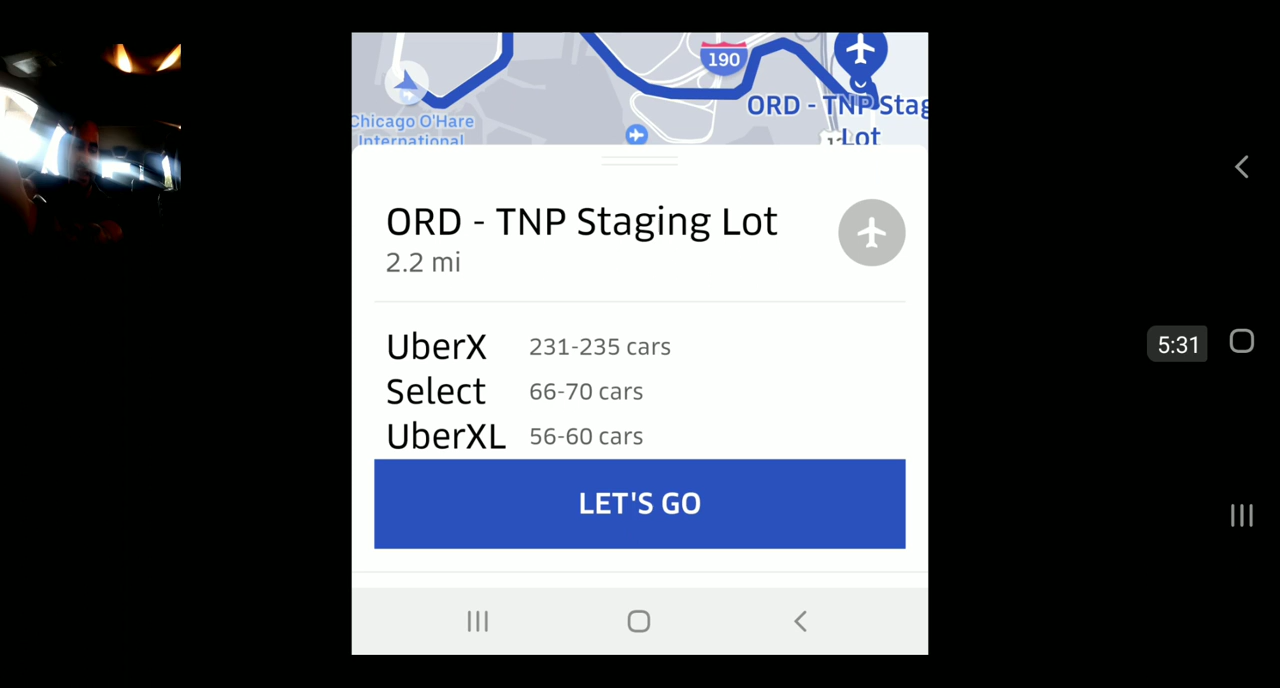 190
ORD - TNP Stag
Lot
Chicago O'Hare
International
ORD - TNP Staging Lot
2.2 mi
UberX 231-235 cars
Select 66-70 cars
UberXL 56-60 cars
LET'S GO
5:31